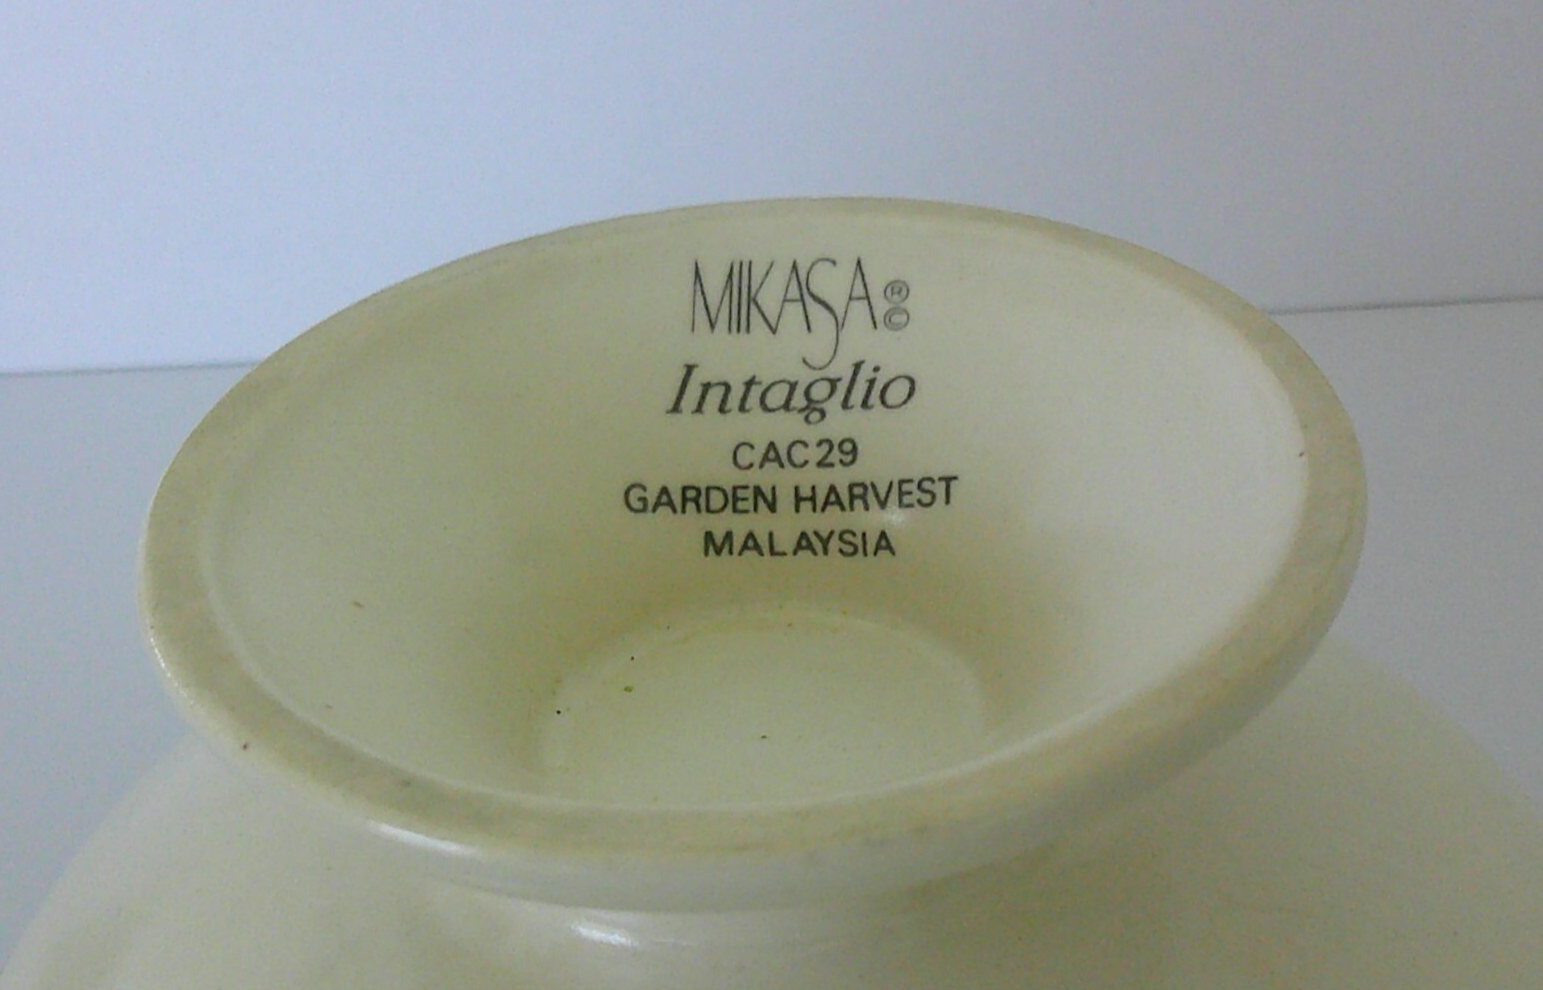 MIKASA®©
Intaglio
CAC29
GARDEN HARVEST
MALAYSIA